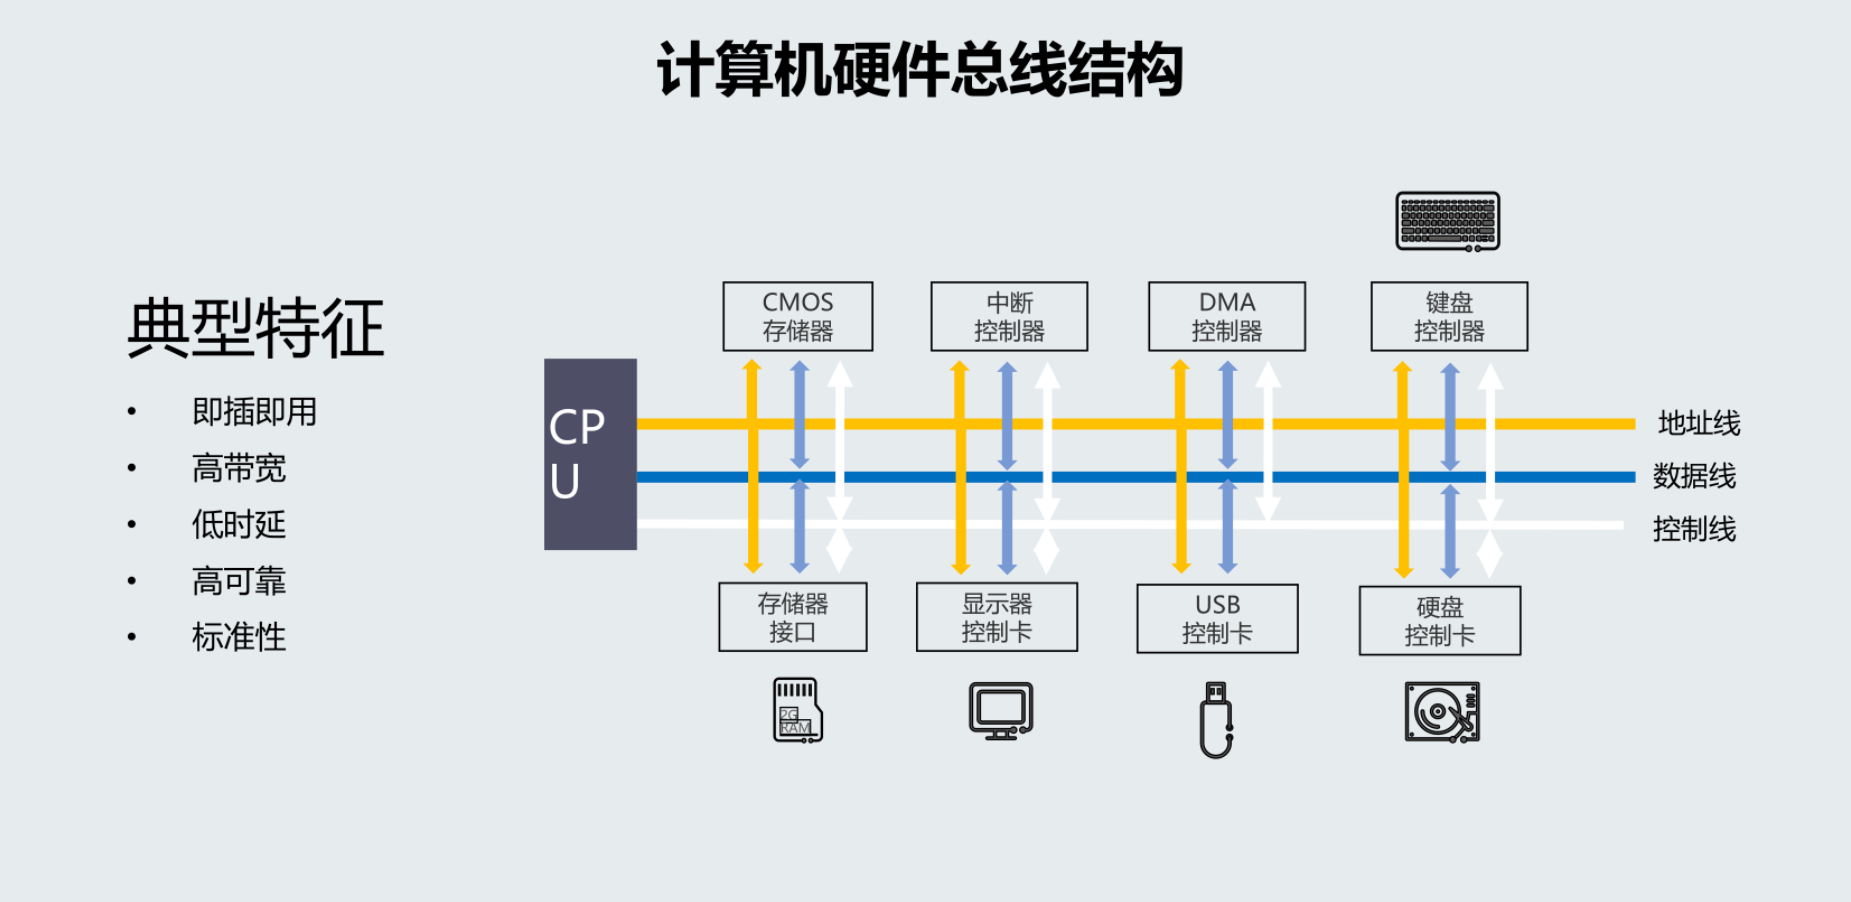 计算机硬件总线结构
典型特征
• 即插即用
• 高带宽
• 低时延
• 高可靠
• 标准性
CP
U
CMOS
存储器
中断
控制器
DMA
控制器
键盘
控制器
地址线
数据线
控制线
存储器
接口
显示器
控制卡
USB
控制卡
硬盘
控制卡
2G
RAM